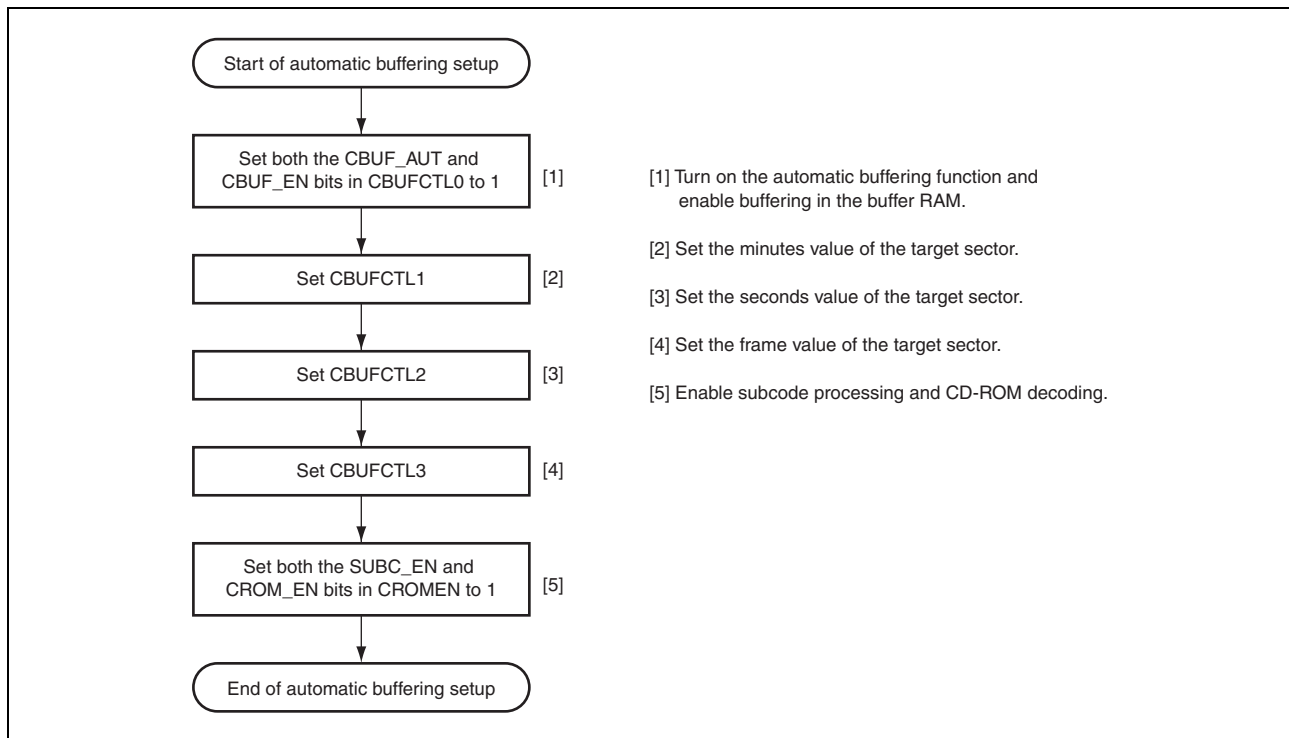 Start of automatic buffering setup
Set both the CBUF_AUT and
CBUF_EN bits in CBUFCTL0 to 1
[1]
Set CBUFCTL1
[2]
Set CBUFCTL2
[3]
Set CBUFCTL3
[4]
Set both the SUBC_EN and
CROM_EN bits in CROMEN to 1
[5]
End of automatic buffering setup
[1] Turn on the automatic buffering function and
enable buffering in the buffer RAM.
[2] Set the minutes value of the target sector.
[3] Set the seconds value of the target sector.
[4] Set the frame value of the target sector.
[5] Enable subcode processing and CD-ROM decoding.